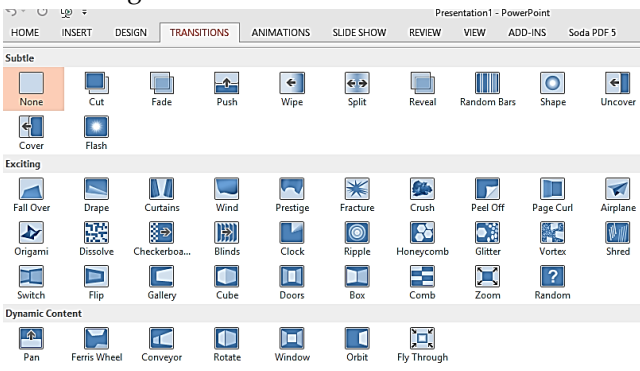 Presentation1 - PowerPoint
HOME INSERT DESIGN TRANSITIONS ANIMATIONS SLIDE SHOW REVIEW VIEW ADD-INS Soda PDF 5
Subtle
None Cut Fade Push Wipe Split Reveal Random Bars Shape Uncover
Cover Flash
Exciting
Fall Over Drape Curtains Wind Prestige Fracture Crush Peel Off Page Curl Airplane
Origami Dissolve Checkerboa... Blinds Clock Ripple Honeycomb Glitter Vortex Shred
Switch Flip Gallery Cube Doors Box Comb Zoom Random
Dynamic Content
Pan Ferris Wheel Conveyor Rotate Window Orbit Fly Through